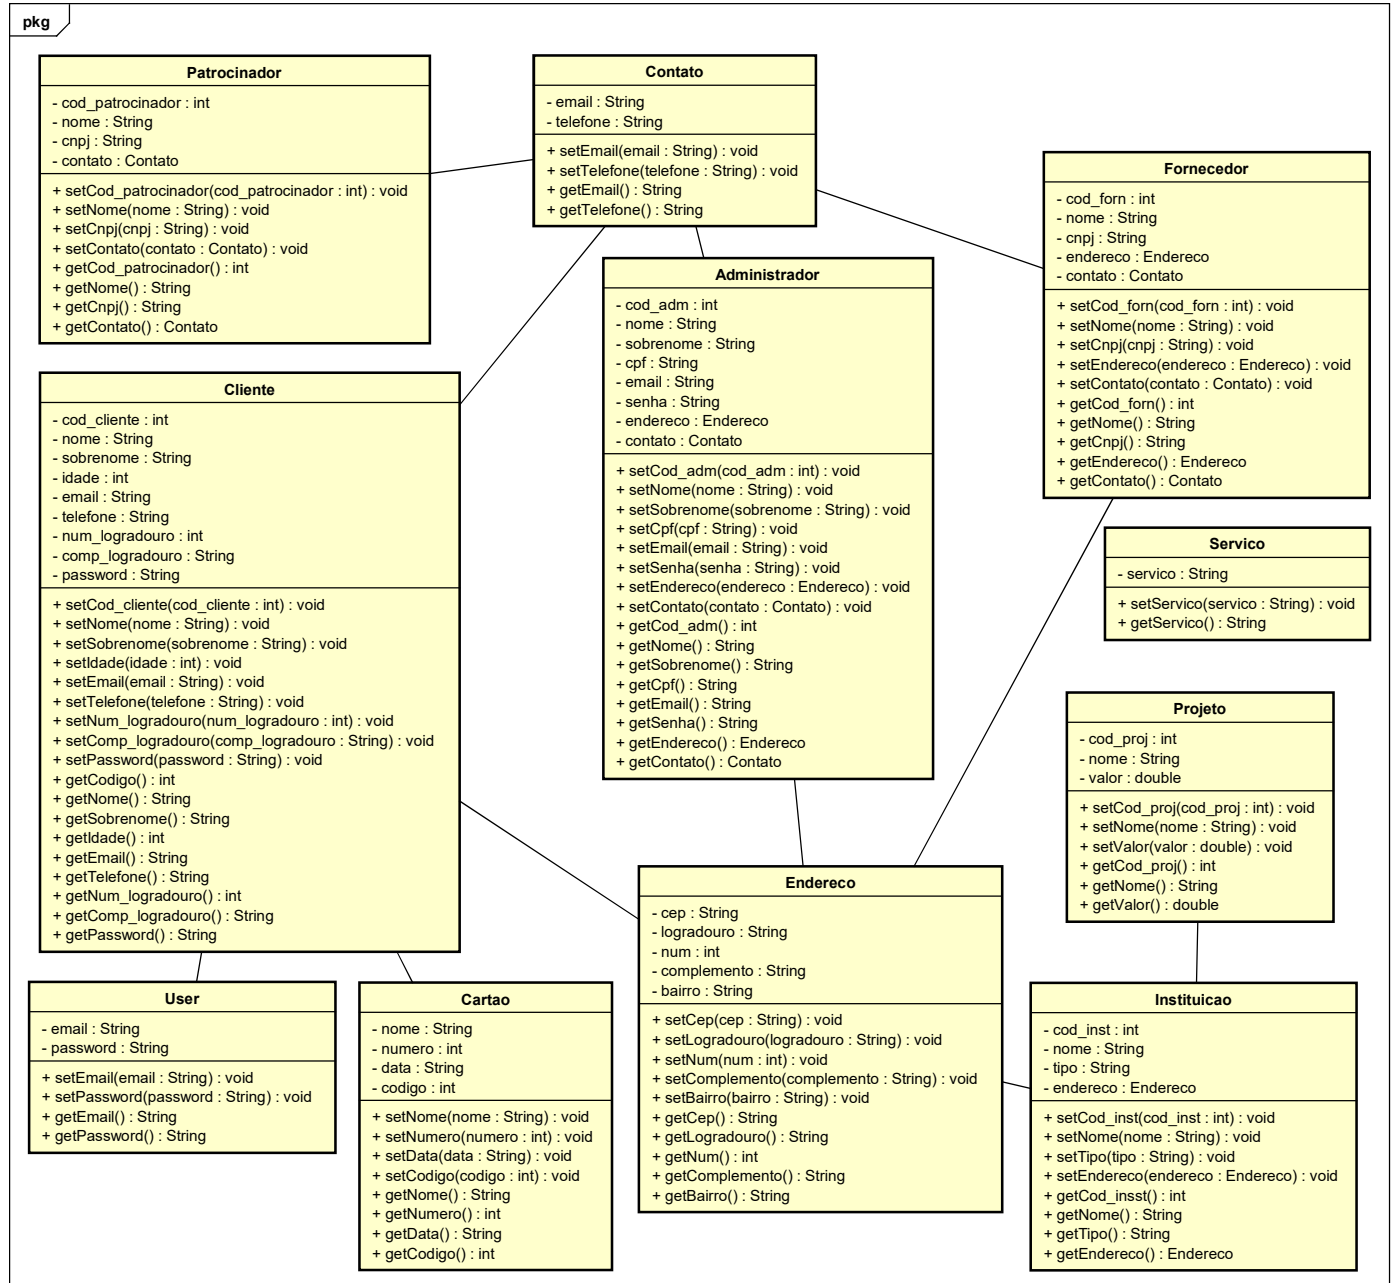 pkg
Patrocinador
- cod_patrocinador : int
- nome : String
- cnpj : String
- contato : Contato
+ setCod_patrocinador(cod_patrocinador : int) : void
+ setNome(nome : String) : void
+ setCnpj(cnpj : String) : void
+ setContato(contato : Contato) : void
+ getCod_patrocinador() : int
+ getNome() : String
+ getCnpj() : String
+ getContato() : Contato
Contato
- email : String
- telefone : String
+ setEmail(email : String) : void
+ setTelefone(telefone : String) : void
+ getEmail() : String
+ getTelefone() : String
Fornecedor
- cod_forn : int
- nome : String
- cnpj : String
- endereco : Endereco
- contato : Contato
+ setCod_forn(cod_forn : int) : void
+ setNome(nome : String) : void
+ setCnpj(cnpj : String) : void
+ setEndereco(endereco : Endereco) : void
+ setContato(contato : Contato) : void
+ getCod_forn() : int
+ getNome() : String
+ getCnpj() : String
+ getEndereco() : Endereco
+ getContato() : Contato
Administrador
- cod_adm : int
- nome : String
- sobrenome : String
- cpf : String
- email : String
- senha : String
- endereco : Endereco
- contato : Contato
+ setCod_adm(cod_adm : int) : void
+ setNome(nome : String) : void
+ setSobrenome(sobrenome : String) : void
+ setCpf(cpf : String) : void
+ setEmail(email : String) : void
+ setSenha(senha : String) : void
+ setEndereco(endereco : Endereco) : void
+ setContato(contato : Contato) : void
+ getCod_adm() : int
+ getNome() : String
+ getSobrenome() : String
+ getCpf() : String
+ getEmail() : String
+ getSenha() : String
+ getEndereco() : Endereco
+ getContato() : Contato
Cliente
- cod_cliente : int
- nome : String
- sobrenome : String
- idade : int
- email : String
- telefone : String
- num_logradouro : int
- comp_logradouro : String
- password : String
+ setCod_cliente(cod_cliente : int) : void
+ setNome(nome : String) : void
+ setSobrenome(sobrenome : String) : void
+ setIdade(idade : int) : void
+ setEmail(email : String) : void
+ setTelefone(telefone : String) : void
+ setNum_logradouro(num_logradouro : int) : void
+ setComp_logradouro(comp_logradouro : String) : void
+ setPassword(password : String) : void
+ getCodigo() : int
+ getNome() : String
+ getSobrenome() : String
+ getIdade() : int
+ getEmail() : String
+ getTelefone() : String
+ getNum_logradouro() : int
+ getComp_logradouro() : String
+ getPassword() : String
Servico
- servico : String
+ setServico(servico : String) : void
+ getServico() : String
Projeto
- cod_proj : int
- nome : String
- valor : double
+ setCod_proj(cod_proj : int) : void
+ setNome(nome : String) : void
+ setValor(valor : double) : void
+ getCod_proj() : int
+ getNome() : String
+ getValor() : double
Endereco
- cep : String
- logradouro : String
- num : int
- complemento : String
- bairro : String
+ setCep(cep : String) : void
+ setLogradouro(logradouro : String) : void
+ setNum(num : int) : void
+ setComplemento(complemento : String) : void
+ setBairro(bairro : String) : void
+ getCep() : String
+ getLogradouro() : String
+ getNum() : int
+ getComplemento() : String
+ getBairro() : String
User
- email : String
- password : String
+ setEmail(email : String) : void
+ setPassword(password : String) : void
+ getEmail() : String
+ getPassword() : String
Cartao
- nome : String
- numero : int
- data : String
- codigo : int
+ setNome(nome : String) : void
+ setNumero(numero : int) : void
+ setData(data : String) : void
+ setCodigo(codigo : int) : void
+ getNome() : String
+ getNumero() : int
+ getData() : String
+ getCodigo() : int
Instituicao
- cod_inst : int
- nome : String
- tipo : String
- endereco : Endereco
+ setCod_inst(cod_inst : int) : void
+ setNome(nome : String) : void
+ setTipo(tipo : String) : void
+ setEndereco(endereco : Endereco) : void
+ getCod_insst() : int
+ getNome() : String
+ getTipo() : String
+ getEndereco() : Endereco